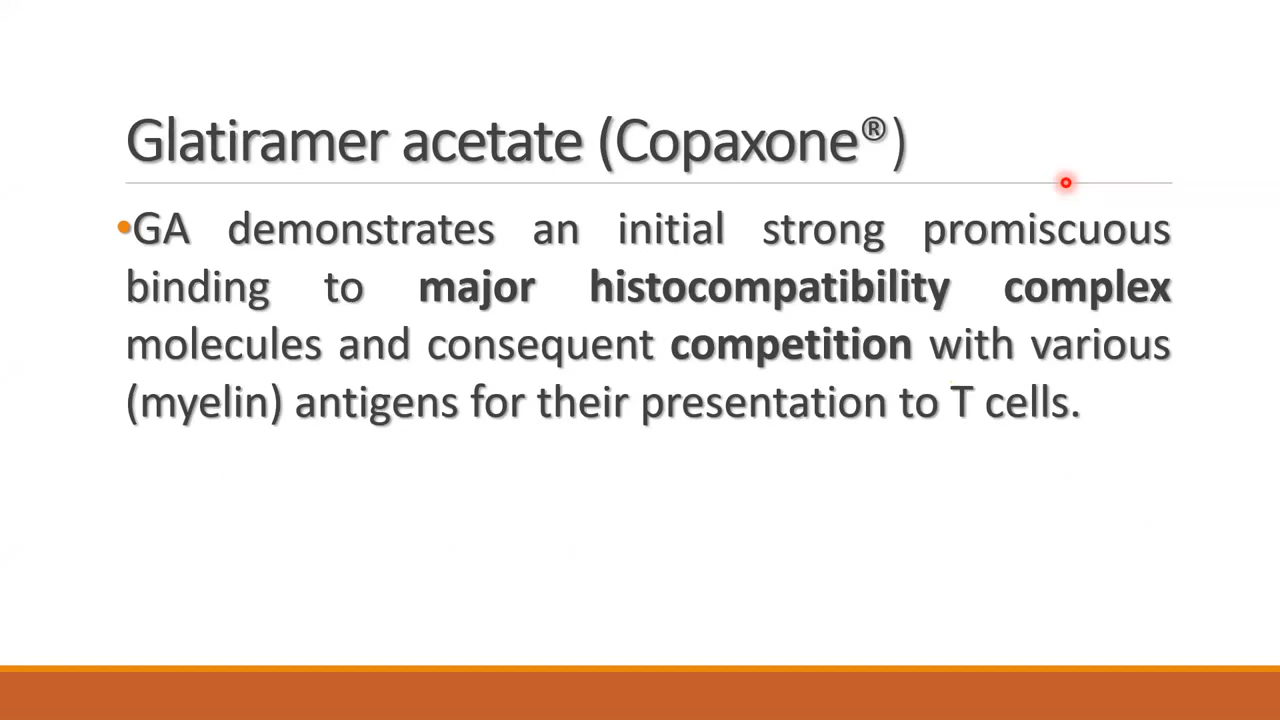 Glatiramer acetate (Copaxone®)
•GA demonstrates an initial strong promiscuous
binding to major histocompatibility complex
molecules and consequent competition with various
(myelin) antigens for their presentation to T cells.